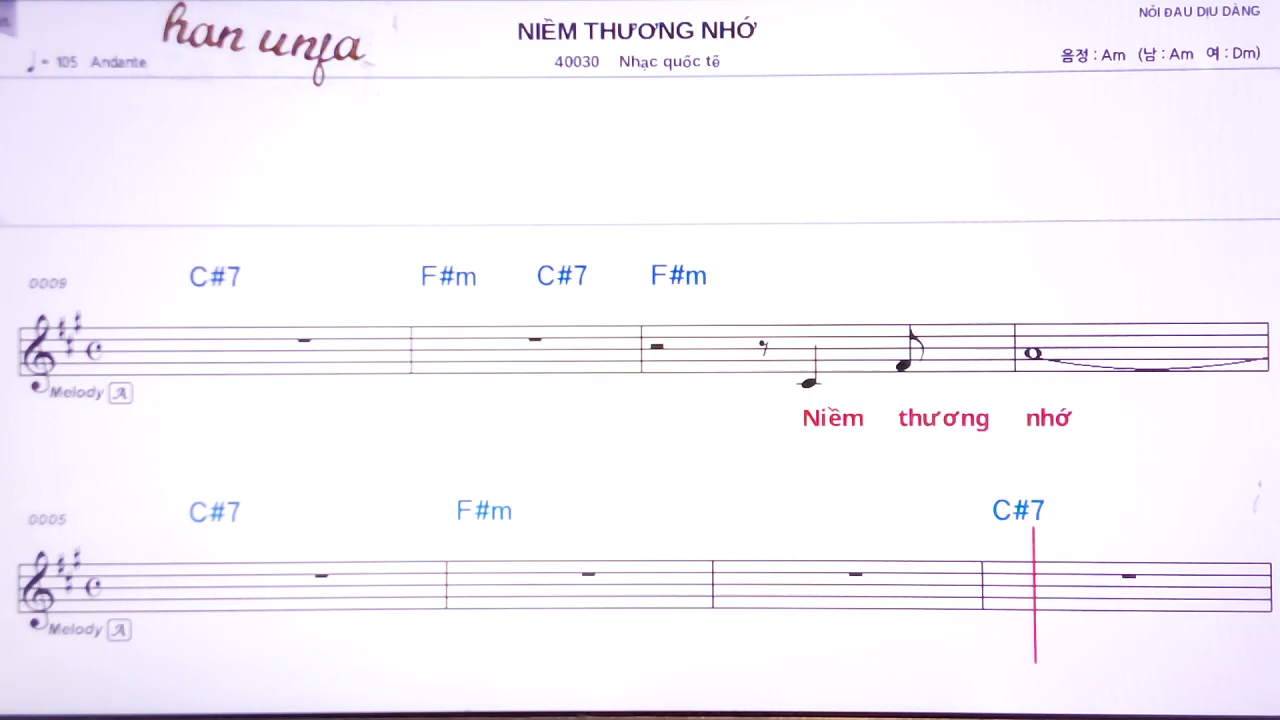 han unfa
NIỀM THƯƠNG NHỚ
NỖI ĐAU DỊU DÀNG
♩ = 105 Andante
40030 Nhạc quốc tế
음정 : Am (남 : Am 여 : Dm)
0009 C#7 F#m C#7 F#m
Melody A
Niềm thương nhớ
0005 C#7 F#m C#7
Melody A